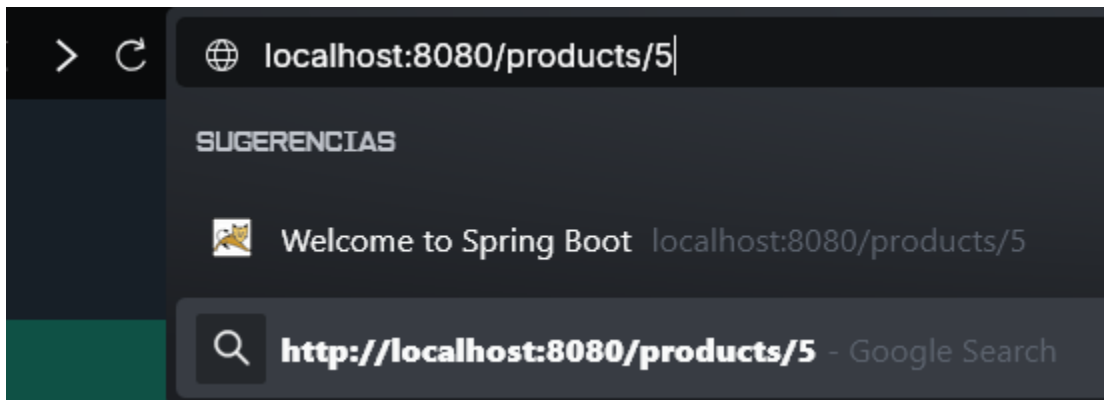 localhost:8080/products/5
SUGERENCIAS
Welcome to Spring Boot localhost:8080/products/5
http://localhost:8080/products/5 - Google Search